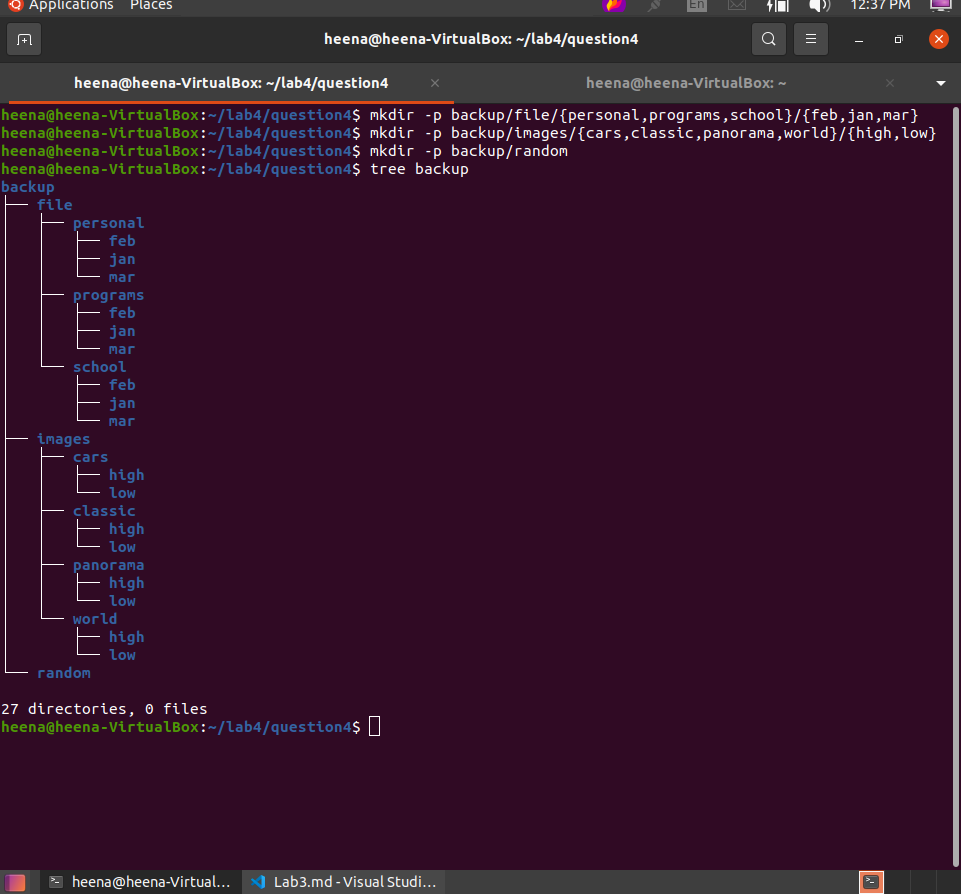 Applications Places En 12:37 PM
heena@heena-VirtualBox: ~/lab4/question4
heena@heena-VirtualBox: ~/lab4/question4 heena@heena-VirtualBox: ~
heena@heena-VirtualBox:~/lab4/question4$ mkdir -p backup/file/{personal,programs,school}/{feb,jan,mar}
heena@heena-VirtualBox:~/lab4/question4$ mkdir -p backup/images/{cars,classic,panorama,world}/{high,low}
heena@heena-VirtualBox:~/lab4/question4$ mkdir -p backup/random
heena@heena-VirtualBox:~/lab4/question4$ tree backup
backup
├── file
│   ├── personal
│   │   ├── feb
│   │   ├── jan
│   │   └── mar
│   ├── programs
│   │   ├── feb
│   │   ├── jan
│   │   └── mar
│   └── school
│       ├── feb
│       ├── jan
│       └── mar
├── images
│   ├── cars
│   │   ├── high
│   │   └── low
│   ├── classic
│   │   ├── high
│   │   └── low
│   ├── panorama
│   │   ├── high
│   │   └── low
│   └── world
│       ├── high
│       └── low
└── random
27 directories, 0 files
heena@heena-VirtualBox:~/lab4/question4$
heena@heena-Virtual... Lab3.md - Visual Studi...